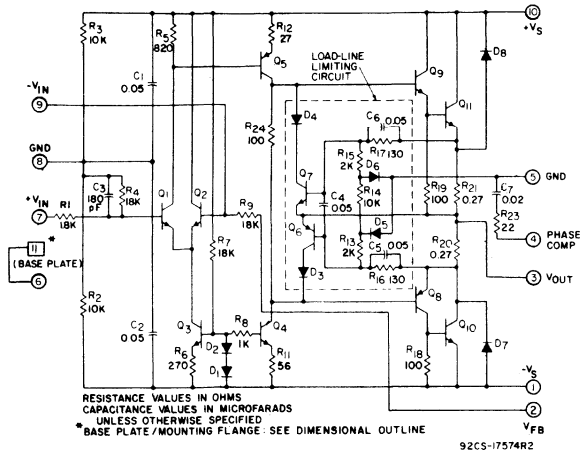 R3
10K
R5
820
R12
27
10
+VS
LOAD-LINE
LIMITING
CIRCUIT
Q5
Q9
D8
C1
0.05
-VIN
9
D4
C6 0.05
Q11
R24
100
R15
2K
R17 130
D6
GND
8
5 GND
C3
180
pF
R4
18K
Q7
C4
0.05
R14
10K
R19
100
R21
0.27
C7
0.02
+VIN
7
R1
1.8K
Q1
Q2
R9
18K
Q6
D5
R23
22
4 PHASE
COMP
11 *
(BASE PLATE)
6
R7
18K
R13
2K
C5 0.05
R20
0.27
3 VOUT
D3
R16 130
R2
10K
Q8
C2
0.05
Q3
R8
1K
Q4
Q10
R6
270
D2
D1
R11
56
R18
100
D7
-VS
1
RESISTANCE VALUES IN OHMS
CAPACITANCE VALUES IN MICROFARADS
UNLESS OTHERWISE SPECIFIED
*BASE PLATE/MOUNTING FLANGE: SEE DIMENSIONAL OUTLINE
2
VFB
92CS-17574R2